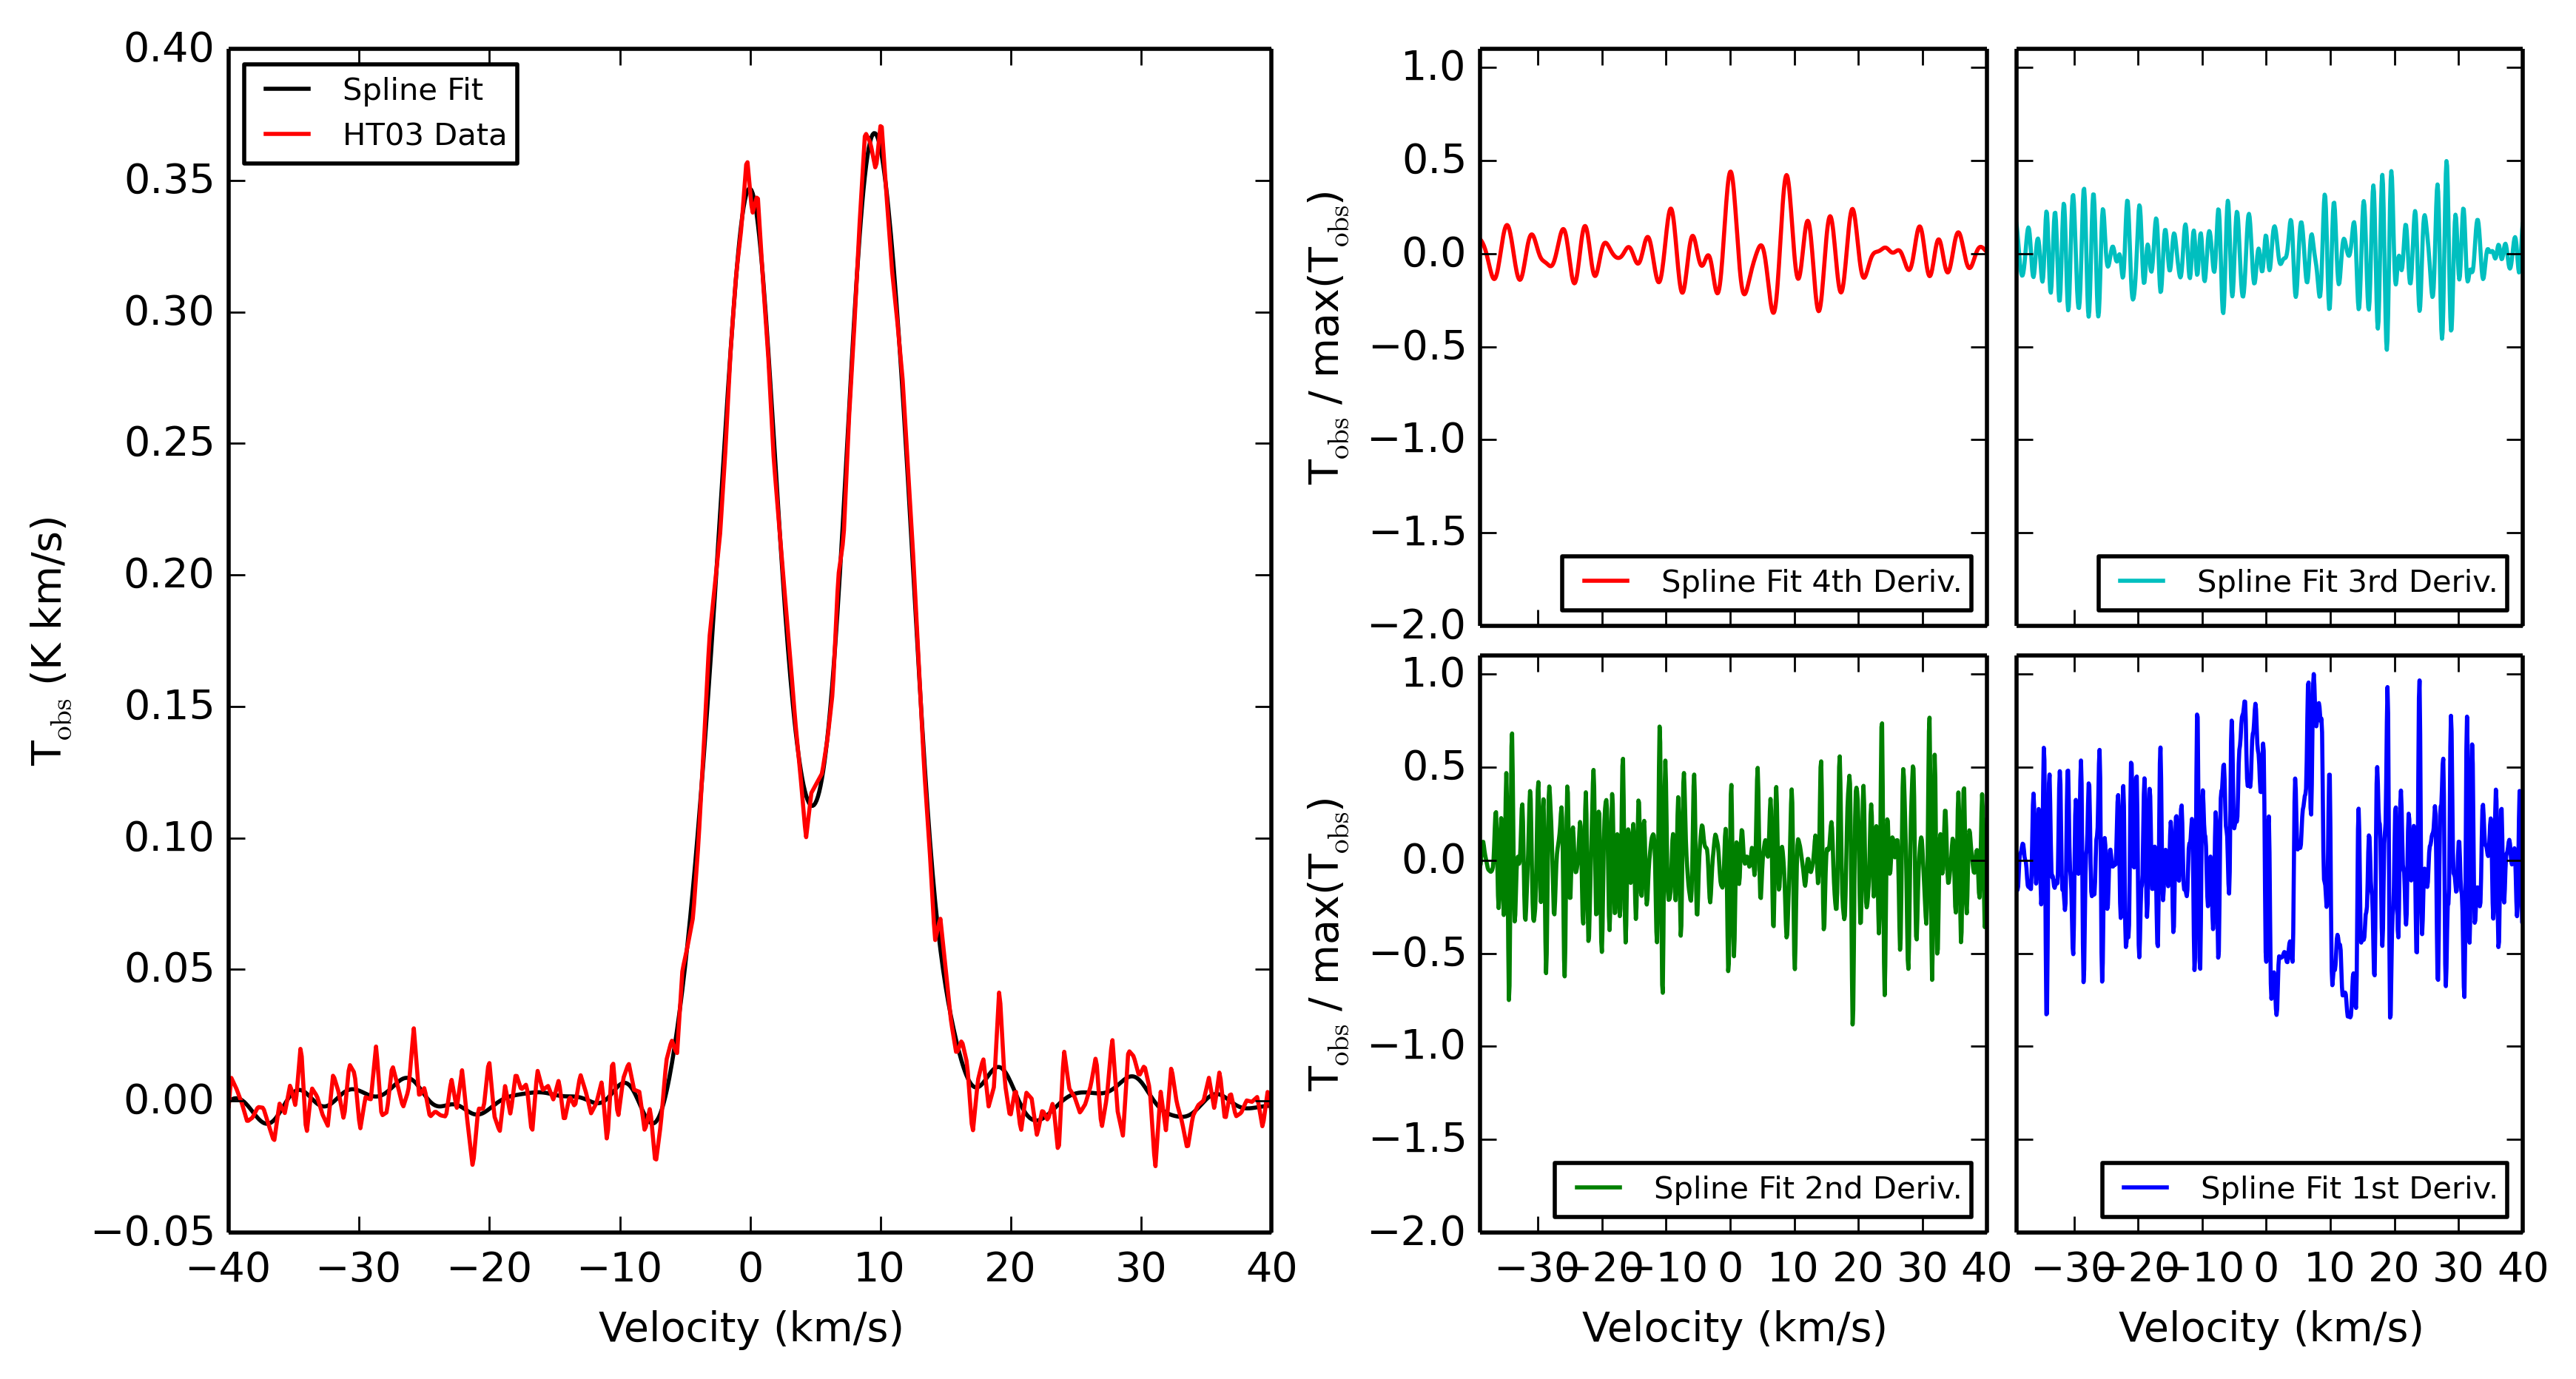 0.40
0.35
0.30
0.25
0.20
0.15
0.10
0.05
0.00
−0.05
T_obs (K km/s)
Spline Fit
HT03 Data
−40 −30 −20 −10 0 10 20 30 40
Velocity (km/s)
1.0
0.5
0.0
−0.5
−1.0
−1.5
−2.0
T_obs / max(T_obs)
Spline Fit 4th Deriv.
Spline Fit 3rd Deriv.
1.0
0.5
0.0
−0.5
−1.0
−1.5
−2.0
T_obs / max(T_obs)
Spline Fit 2nd Deriv.
Spline Fit 1st Deriv.
−30 −20 −10 0 10 20 30 40
−30 −20 −10 0 10 20 30 40
Velocity (km/s)
Velocity (km/s)